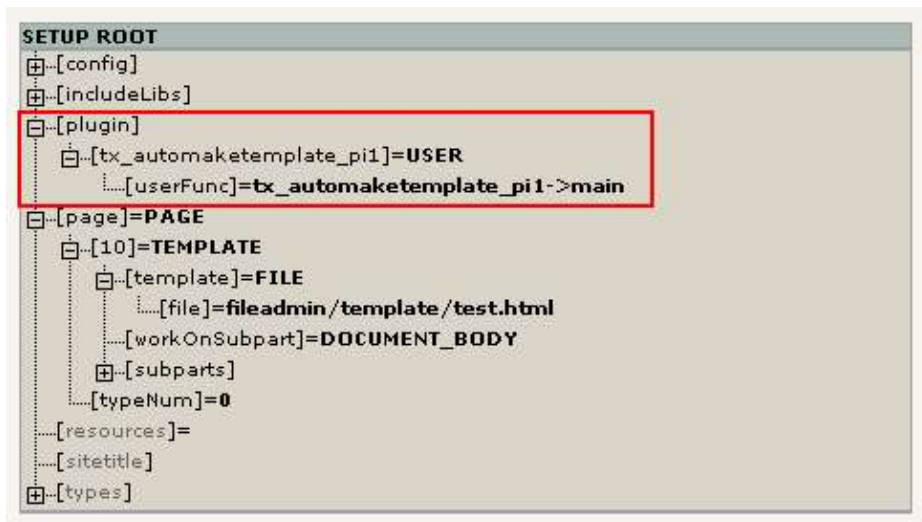 SETUP ROOT
[config]
[includeLibs]
[plugin]
[tx_automaketemplate_pi1]=USER
[userFunc]=tx_automaketemplate_pi1->main
[page]=PAGE
[10]=TEMPLATE
[template]=FILE
[file]=fileadmin/template/test.html
[workOnSubpart]=DOCUMENT_BODY
[subparts]
[typeNum]=0
[resources]=
[sitetitle]
[types]